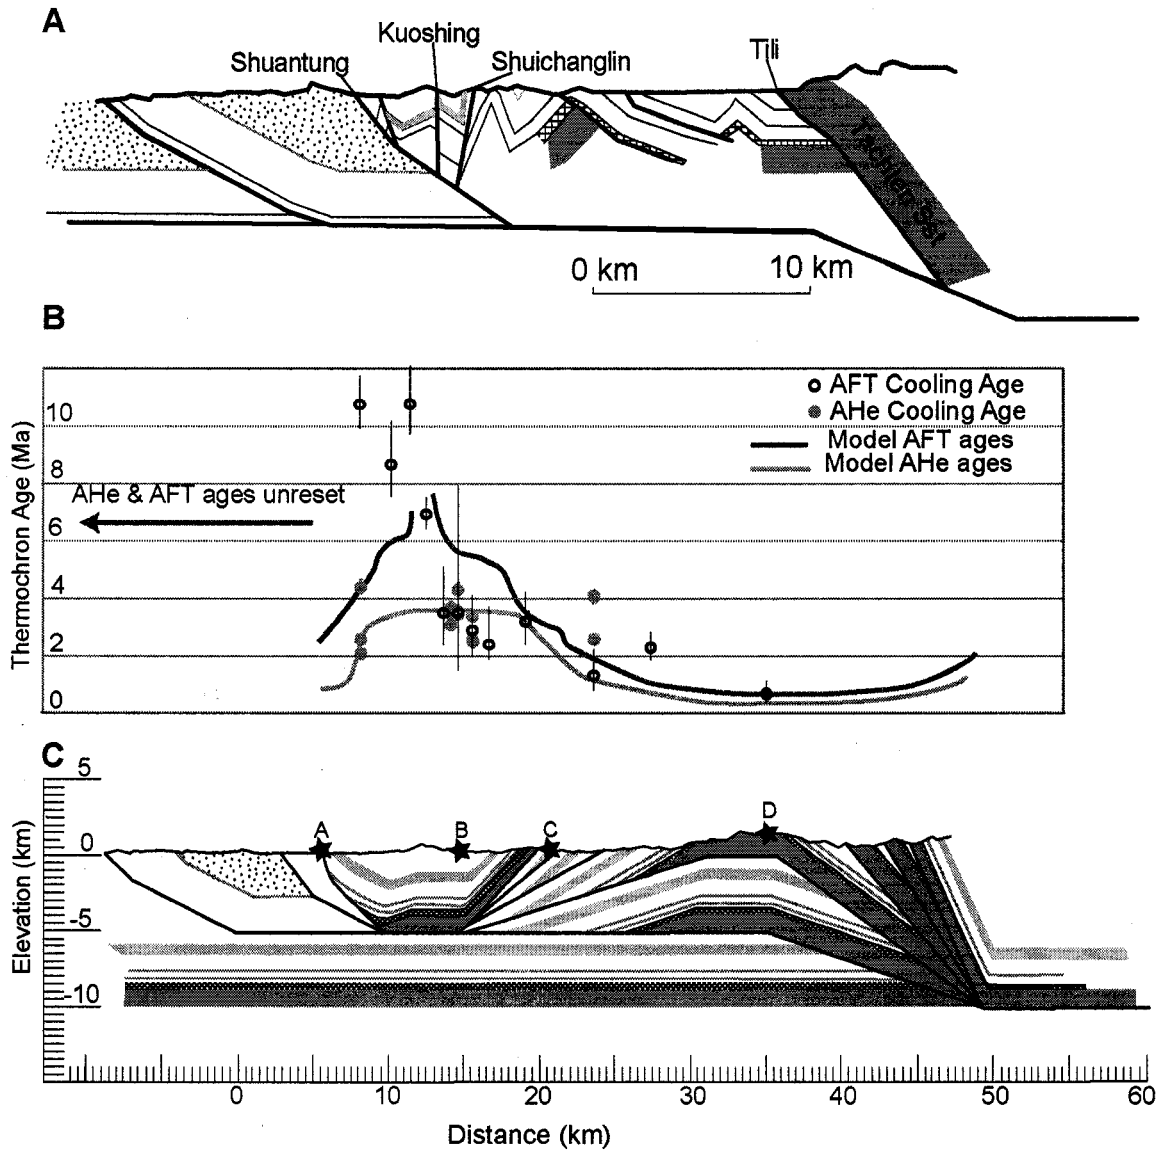 A
Kuoshing
Shuantung
Shuichanglin
Tili
Tachien sst
0 km
10 km
B
AFT Cooling Age
AHe Cooling Age
Model AFT ages
Model AHe ages
AHe & AFT ages unreset
Thermochron Age (Ma)
10
8
6
4
2
0
C
5
0
-5
-10
Elevation (km)
A
B
C
D
0
10
20
30
40
50
60
Distance (km)